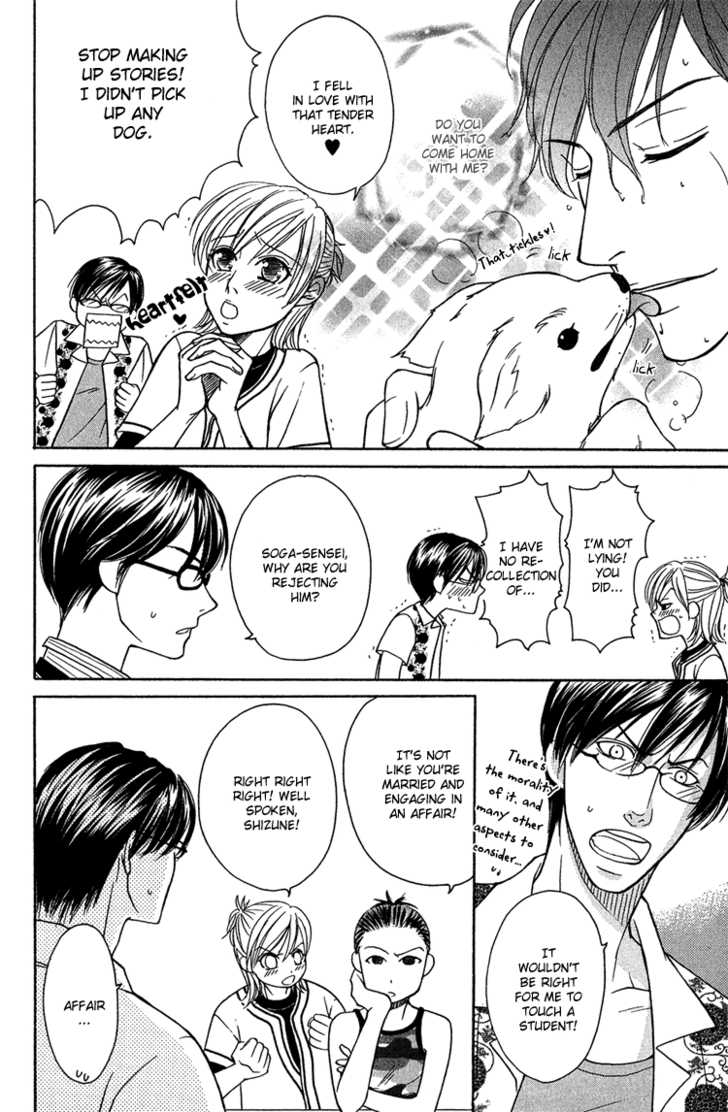 DO YOU
WANT TO
COME HOME
WITH ME?
That tickles♥!
lick
lick
I FELL
IN LOVE WITH
THAT TENDER
HEART.
♥
heartfelt
♥
STOP MAKING
UP STORIES!
I DIDN'T PICK
UP ANY
DOG.
I'M NOT
LYING!
YOU
DID...
I HAVE
NO RE-
COLLECTION
OF...
SOGA-SENSEI,
WHY ARE YOU
REJECTING
HIM?
There's
the morality
of it, and
many other
aspects to
consider...
IT
WOULDN'T
BE RIGHT
FOR ME TO
TOUCH A
STUDENT!
IT'S NOT
LIKE YOU'RE
MARRIED AND
ENGAGING IN
AN AFFAIR!
RIGHT RIGHT
RIGHT! WELL
SPOKEN,
SHIZUNE!
AFFAIR
...